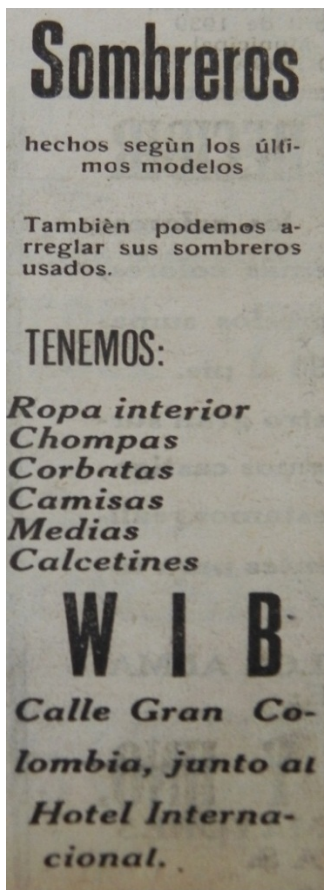 Sombreros
hechos segùn los últi-
mos modelos
Tambièn podemos a-
rreglar sus sombreros
usados.
TENEMOS:
Ropa interior
Chompas
Corbatas
Camisas
Medias
Calcetines
W I B
Calle Gran Co-
lombia, junto al
Hotel Interna-
cional.